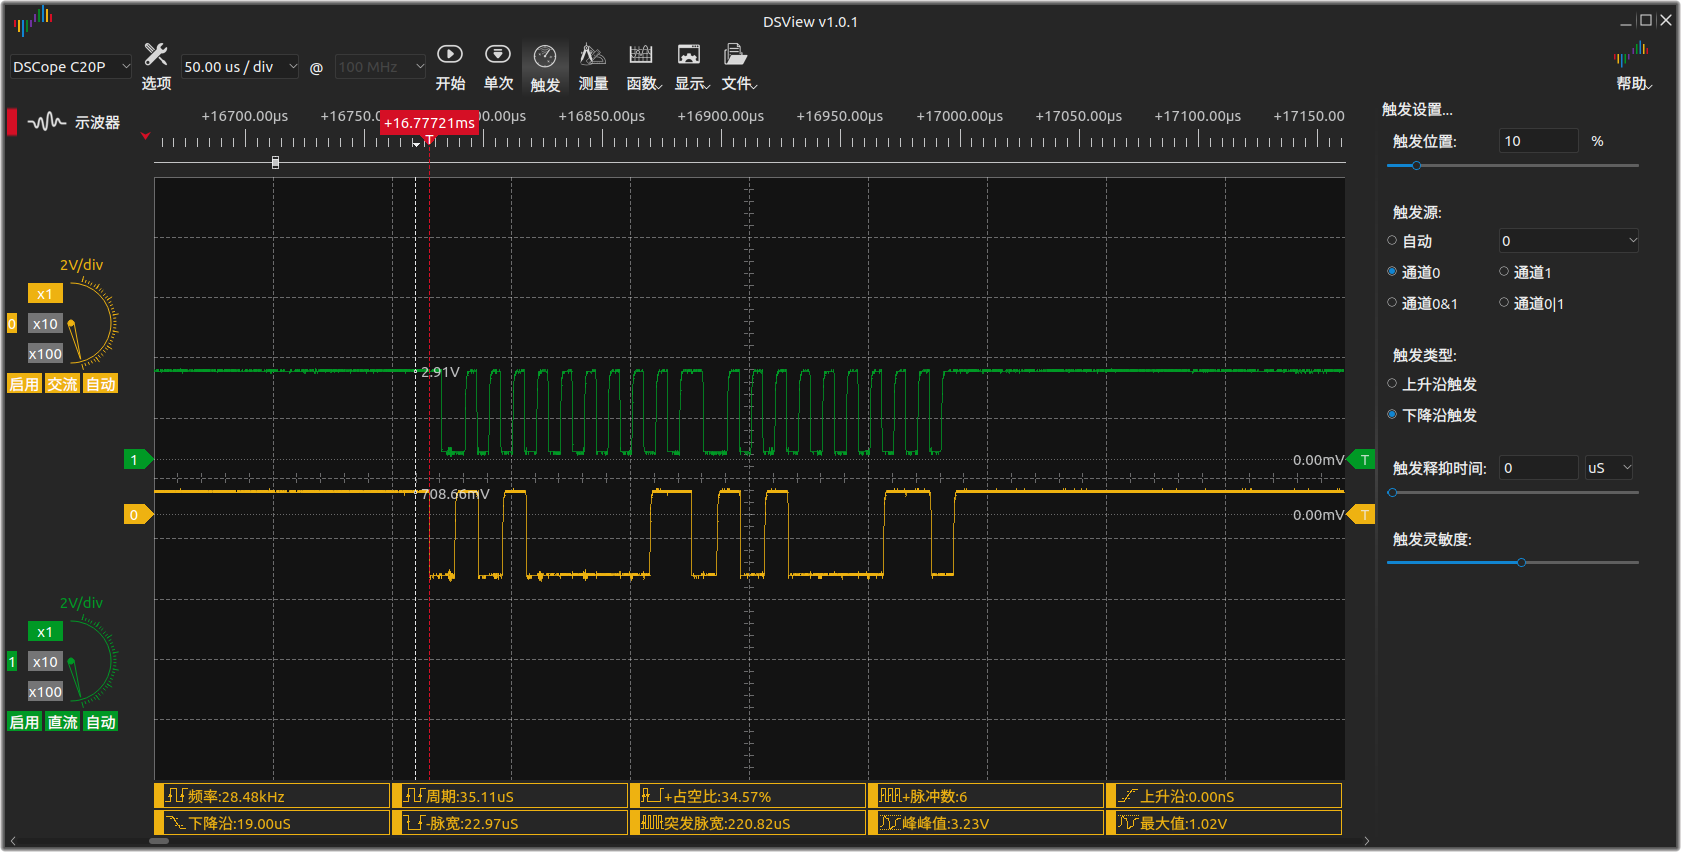 DSView v1.0.1
DSCope C20P
选项
50.00 us / div
@
100 MHz
开始
单次
触发
测量
函数
显示
文件
帮助
示波器
+16700.00µs
+16750.
+16.77721ms
00.00µs
+16850.00µs
+16900.00µs
+16950.00µs
+17000.00µs
+17050.00µs
+17100.00µs
+17150.00
T
2V/div
x1
0
x10
x100
启用 交流 自动
2.91V
1
0.00mV
T
708.66mV
0
0.00mV
T
2V/div
x1
1
x10
x100
启用 直流 自动
频率:28.48kHz
周期:35.11uS
+占空比:34.57%
+脉冲数:6
上升沿:0.00nS
下降沿:19.00uS
-脉宽:22.97uS
突发脉宽:220.82uS
峰峰值:3.23V
最大值:1.02V
触发设置...
触发位置:
10
%
触发源:
自动
0
通道0
通道1
通道0&1
通道0|1
触发类型:
上升沿触发
下降沿触发
触发释抑时间:
0
uS
触发灵敏度: